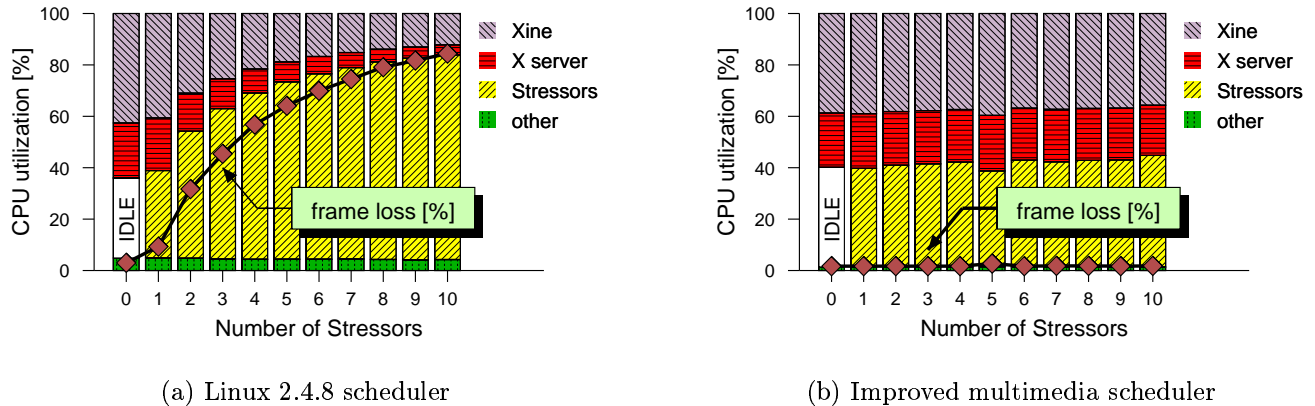 CPU utilization [%]
100
80
60
40
20
0
IDLE
0 1 2 3 4 5 6 7 8 9 10
Number of Stressors
Xine
X server
Stressors
other
frame loss [%]
(a) Linux 2.4.8 scheduler
CPU utilization [%]
100
80
60
40
20
0
IDLE
0 1 2 3 4 5 6 7 8 9 10
Number of Stressors
Xine
X server
Stressors
other
frame loss [%]
(b) Improved multimedia scheduler